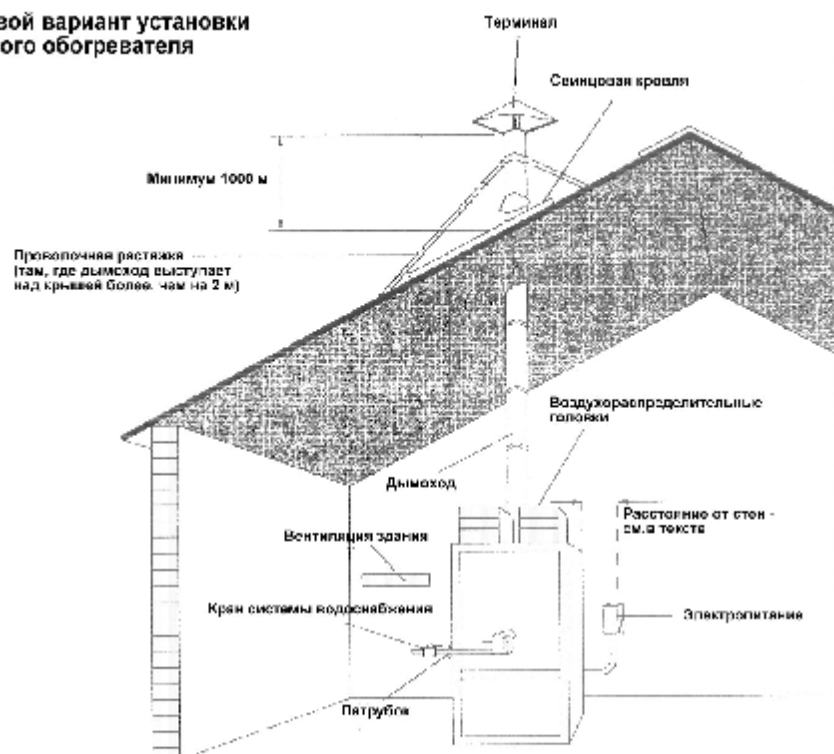 вой вариант установки
ого обогревателя
Терминал
Свинцовая кровля
Минимум 1000 м
Проволочная растяжка
(там, где дымоход выступает
над крышей более, чем на 2 м)
Воздухораспределительные
головки
Дымоход
Расстояние от стен -
см.в тексте
Вентиляция здания
Кран системы водоснабжения
Электропитание
Патрубок